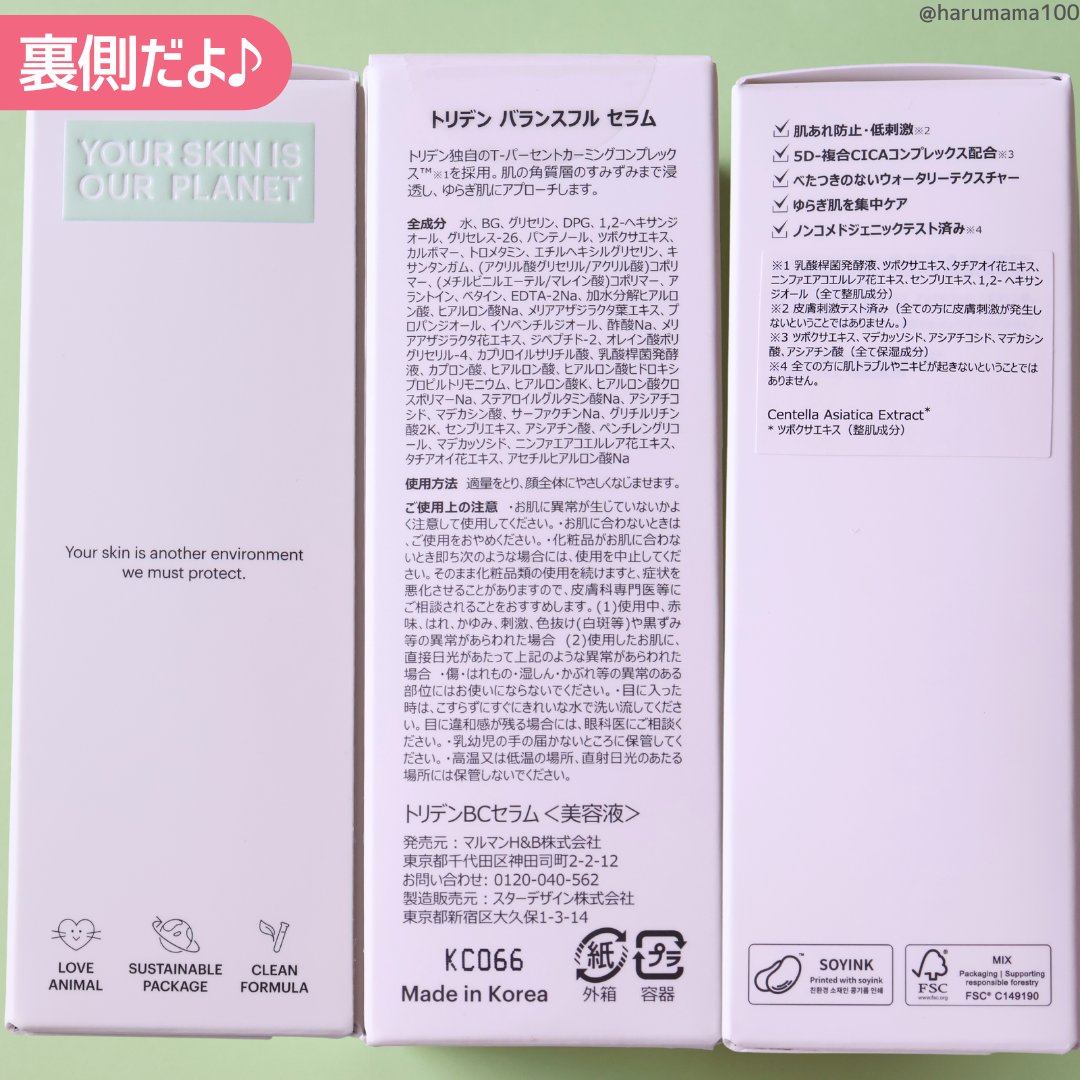 @harumama100
裏側だよ♪
YOUR SKIN IS
OUR PLANET
Your skin is another environment
we must protect.
LOVE
ANIMAL
SUSTAINABLE
PACKAGE
CLEAN
FORMULA
トリデン バランスフル セラム
トリデン独自のT-パーセントカーミングコンプレック
ス™※1を採用。肌の角質層のすみずみまで浸
透し、ゆらぎ肌にアプローチします。
全成分 水、BG、グリセリン、DPG、1,2-ヘキサンジ
オール、グリセレス-26、パンテノール、ツボクサエキス、
カルボマー、トロメタミン、エチルヘキシルグリセリン、キ
サンタンガム、(アクリル酸グリセリル/アクリル酸)コポリ
マー、(メチルビニルエーテル/マレイン酸)コポリマー、ア
ラントイン、ベタイン、EDTA-2Na、加水分解ヒアルロ
ン酸、ヒアルロン酸Na、メリアアザジラクタ葉エキス、プ
ロパンジオール、イソペンチルジオール、酢酸Na、メリ
アアザジラクタ花エキス、ジペプチド-2、オレイン酸ポリ
グリセリル-4、カプリロイルサリチル酸、乳酸桿菌発酵
液、カプロン酸、ヒアルロン酸、ヒアルロン酸ヒドロキシ
プロピルトリモニウム、ヒアルロン酸K、ヒアルロン酸クロ
スポリマーNa、ステアロイルグルタミン酸Na、アシアチコ
シド、マデカシン酸、サーファクチンNa、グリチルリチン
酸2K、センブリエキス、アシアチン酸、ペンチレングリコ
ール、マデカッソシド、ニンファエアコエルレア花エキス、
タチアオイ花エキス、アセチルヒアルロン酸Na
使用方法 適量をとり、顔全体にやさしくなじませます。
ご使用上の注意 ・お肌に異常が生じていないかよ
く注意して使用してください。・お肌に合わないときは
、ご使用をおやめください。・化粧品がお肌に合わな
いとき即ち次のような場合には、使用を中止してくだ
さい。そのまま化粧品類の使用を続けますと、症状を
悪化させることがありますので、皮膚科専門医等に
ご相談されることをおすすめします。(1)使用中、赤
味、はれ、かゆみ、刺激、色抜け(白斑等)や黒ずみ
等の異常があらわれた場合 (2)使用したお肌に、
直接日光があたって上記のような異常があらわれた
場合 ・傷・はれもの・湿しん・かぶれ等の異常のある
部位にはお使いにならないでください。・目に入った
時は、こすらずにすぐにきれいな水で洗い流してくださ
い。目に違和感が残る場合には、眼科医にご相談く
ださい。・乳幼児の手の届かないところに保管してく
ださい。・高温又は低温の場所、直射日光のあたる
場所には保管しないでください。
トリデンBCセラム＜美容液＞
発売元：マルマンH&B株式会社
東京都千代田区神田司町2-2-12
お問い合わせ: 0120-040-562
製造販売元：スターデザイン株式会社
東京都新宿区大久保1-3-14
KC066
Made in Korea
紙
外箱
プラ
容器
肌あれ防止・低刺激※2
5D-複合CICAコンプレックス配合※3
べたつきのないウォータリーテクスチャー
ゆらぎ肌を集中ケア
ノンコメドジェニックテスト済み※4
※1 乳酸桿菌発酵液、ツボクサエキス、タチアオイ花エキス、
ニンファエアコエルレア花エキス、センブリエキス、1,2-ヘキサン
ジオール（全て整肌成分）
※2 皮膚刺激テスト済み（全ての方に皮膚刺激が発生し
ないということではありません。）
※3 ツボクサエキス、マデカッソシド、アシアチコシド、マデカシン
酸、アシアチン酸（全て保湿成分）
※4 全ての方に肌トラブルやニキビが起きないということでは
ありません。
Centella Asiatica Extract*
* ツボクサエキス（整肌成分）
SOYINK
Printed with soyink
친환경 소재인 콩기름 인쇄
FSC
www.fsc.org
MIX
Packaging | Supporting
responsible forestry
FSC® C149190